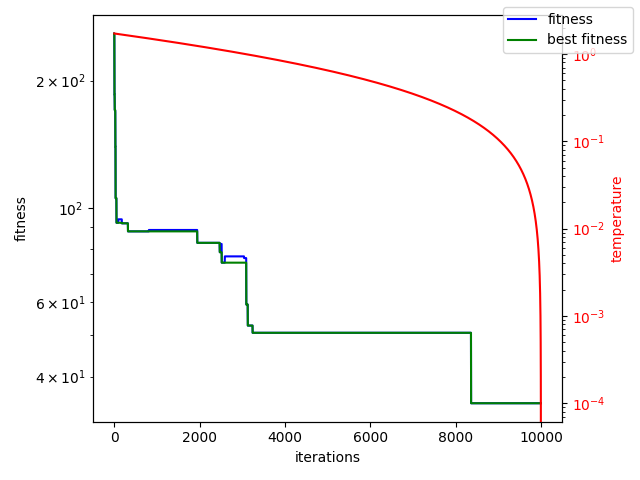 fitness
best fitness
2 × 10²
10²
6 × 10¹
4 × 10¹
fitness
10⁰
10⁻¹
10⁻²
10⁻³
10⁻⁴
temperature
0 2000 4000 6000 8000 10000
iterations